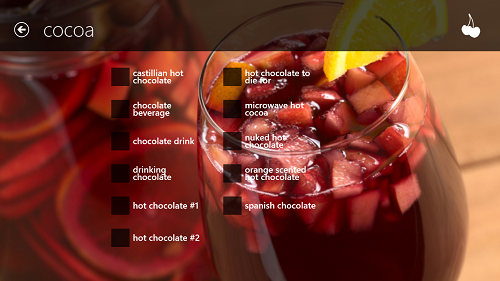 cocoa
castillian hot
chocolate
chocolate
beverage
chocolate drink
drinking
chocolate
hot chocolate #1
hot chocolate #2
hot chocolate to
die for
microwave hot
cocoa
nuked hot
chocolate
orange scented
hot chocolate
spanish chocolate